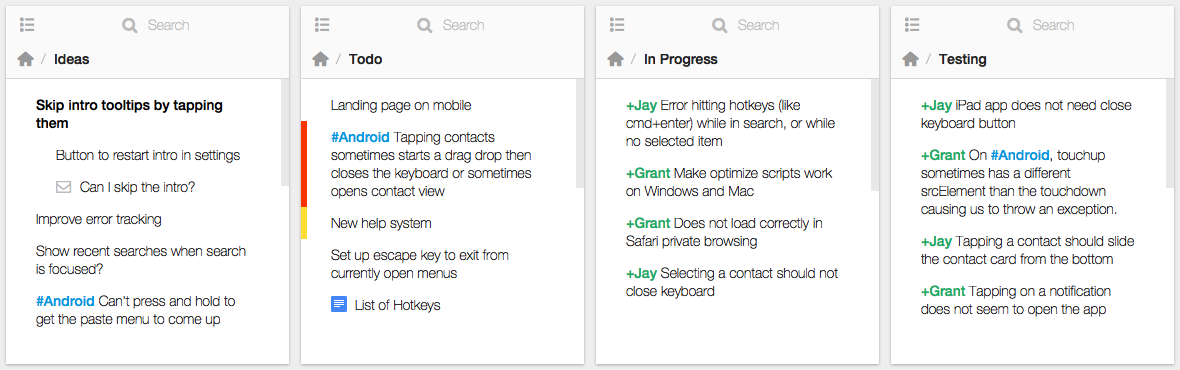 Search
/ Ideas
Skip intro tooltips by tapping
them
Button to restart intro in settings
Can I skip the intro?
Improve error tracking
Show recent searches when search
is focused?
#Android Can't press and hold to
get the paste menu to come up
Search
/ Todo
Landing page on mobile
#Android Tapping contacts
sometimes starts a drag drop then
closes the keyboard or sometimes
opens contact view
New help system
Set up escape key to exit from
currently open menus
List of Hotkeys
Search
/ In Progress
+Jay Error hitting hotkeys (like
cmd+enter) while in search, or while
no selected item
+Grant Make optimize scripts work
on Windows and Mac
+Grant Does not load correctly in
Safari private browsing
+Jay Selecting a contact should not
close keyboard
Search
/ Testing
+Jay iPad app does not need close
keyboard button
+Grant On #Android, touchup
sometimes has a different
srcElement than the touchdown
causing us to throw an exception.
+Jay Tapping a contact should slide
the contact card from the bottom
+Grant Tapping on a notification
does not seem to open the app